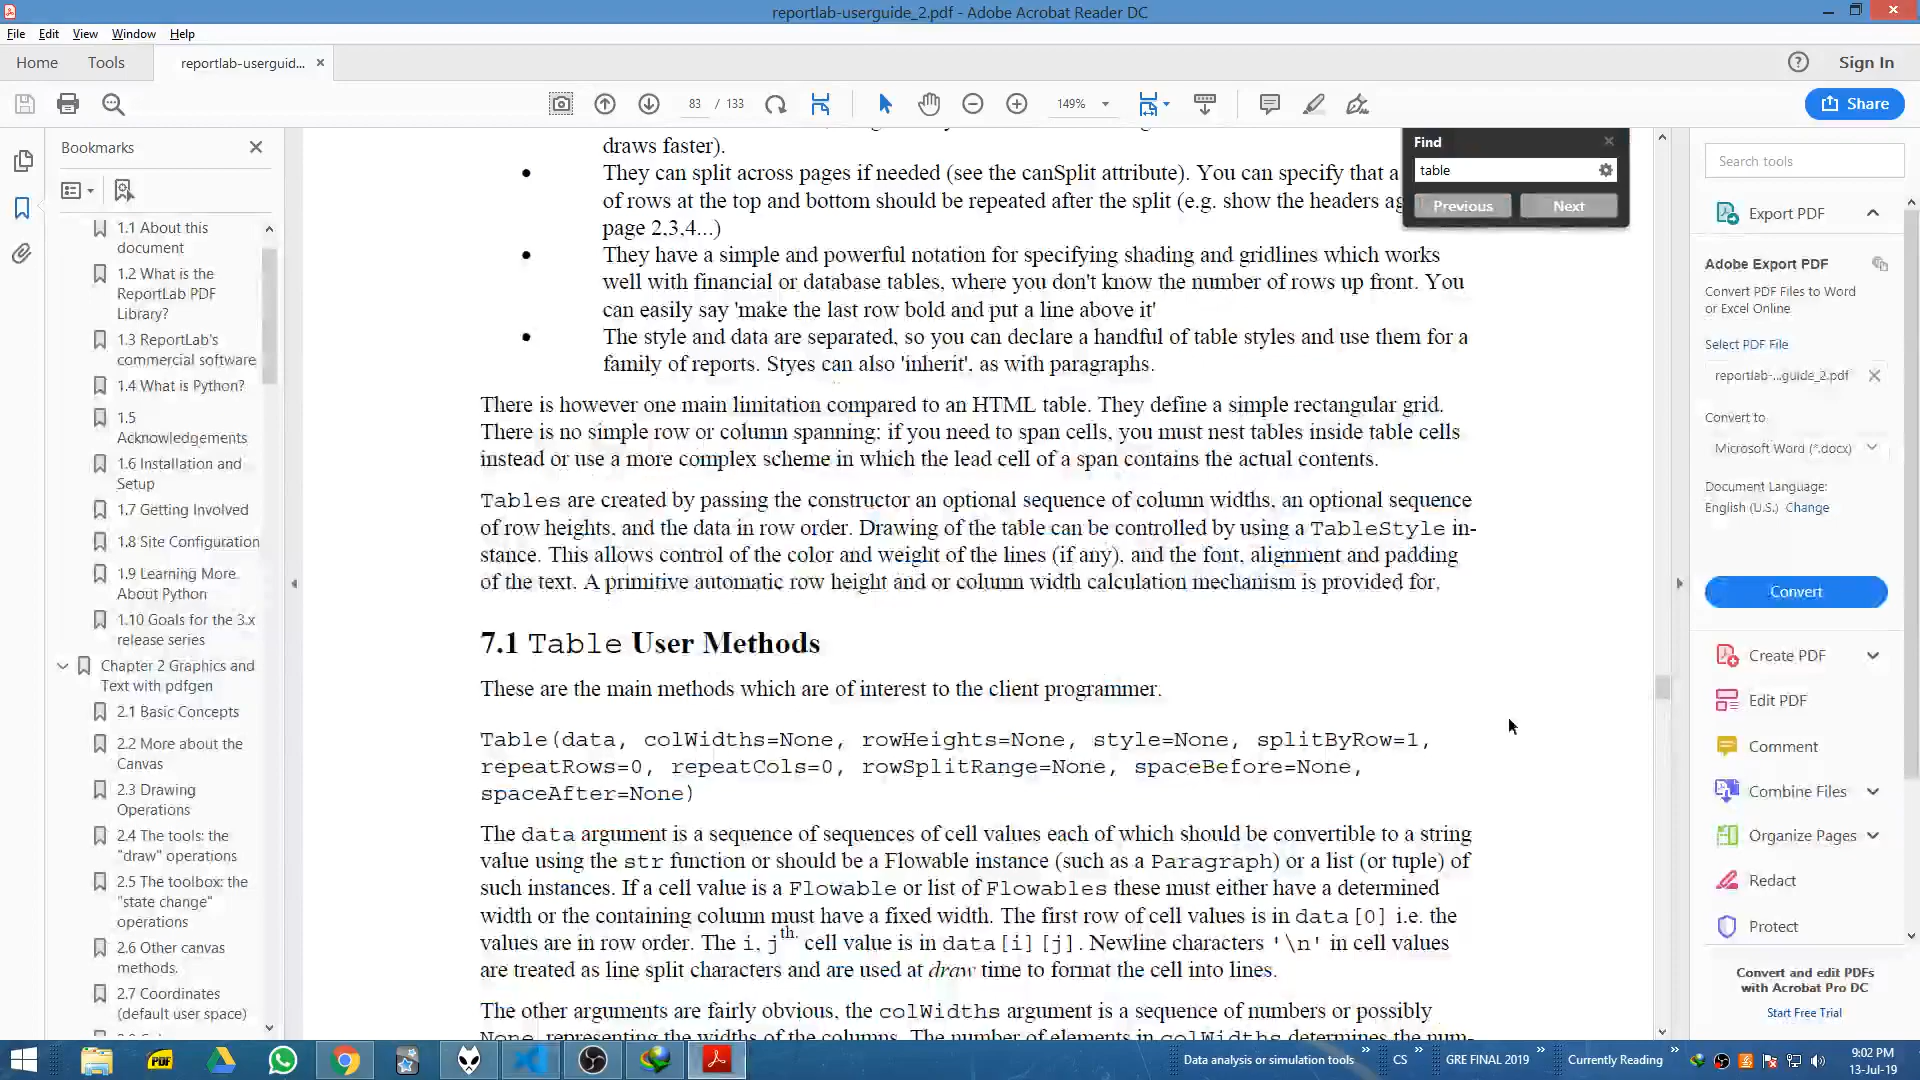 reportlab-userguide_2.pdf - Adobe Acrobat Reader DC
File Edit View Window Help
Home Tools reportlab-userguid... Sign In
83 / 133 149% Share
Bookmarks
1.1 About this
document
1.2 What is the
ReportLab PDF
Library?
1.3 ReportLab's
commercial software
1.4 What is Python?
1.5
Acknowledgements
1.6 Installation and
Setup
1.7 Getting Involved
1.8 Site Configuration
1.9 Learning More
About Python
1.10 Goals for the 3.x
release series
Chapter 2 Graphics and
Text with pdfgen
2.1 Basic Concepts
2.2 More about the
Canvas
2.3 Drawing
Operations
2.4 The tools: the
"draw" operations
2.5 The toolbox: the
"state change"
operations
2.6 Other canvas
methods.
2.7 Coordinates
(default user space)
draws faster).
They can split across pages if needed (see the canSplit attribute). You can specify that a
of rows at the top and bottom should be repeated after the split (e.g. show the headers ag
page 2,3,4...)
They have a simple and powerful notation for specifying shading and gridlines which works
well with financial or database tables, where you don't know the number of rows up front. You
can easily say 'make the last row bold and put a line above it'
The style and data are separated, so you can declare a handful of table styles and use them for a
family of reports. Styes can also 'inherit', as with paragraphs.
There is however one main limitation compared to an HTML table. They define a simple rectangular grid.
There is no simple row or column spanning; if you need to span cells, you must nest tables inside table cells
instead or use a more complex scheme in which the lead cell of a span contains the actual contents.
Tables are created by passing the constructor an optional sequence of column widths, an optional sequence
of row heights, and the data in row order. Drawing of the table can be controlled by using a TableStyle in-
stance. This allows control of the color and weight of the lines (if any), and the font, alignment and padding
of the text. A primitive automatic row height and or column width calculation mechanism is provided for.
7.1 Table User Methods
These are the main methods which are of interest to the client programmer.
Table(data, colWidths=None, rowHeights=None, style=None, splitByRow=1,
repeatRows=0, repeatCols=0, rowSplitRange=None, spaceBefore=None,
spaceAfter=None)
The data argument is a sequence of sequences of cell values each of which should be convertible to a string
value using the str function or should be a Flowable instance (such as a Paragraph) or a list (or tuple) of
such instances. If a cell value is a Flowable or list of Flowables these must either have a determined
width or the containing column must have a fixed width. The first row of cell values is in data[0] i.e. the
values are in row order. The i, jth. cell value is in data[i][j]. Newline characters '\n' in cell values
are treated as line split characters and are used at draw time to format the cell into lines.
The other arguments are fairly obvious, the colWidths argument is a sequence of numbers or possibly
None, representing the widths of the columns. The number of elements in colWidths determines the num-
Find
table
Previous Next
Search tools
Export PDF
Adobe Export PDF
Convert PDF Files to Word
or Excel Online
Select PDF File
reportlab-...guide_2.pdf
Convert to
Microsoft Word (*.docx)
Document Language:
English (U.S.) Change
Convert
Create PDF
Edit PDF
Comment
Combine Files
Organize Pages
Redact
Protect
Convert and edit PDFs
with Acrobat Pro DC
Start Free Trial
PDF
Data analysis or simulation tools » CS » GRE FINAL 2019 » Currently Reading »
9:02 PM
13-Jul-19